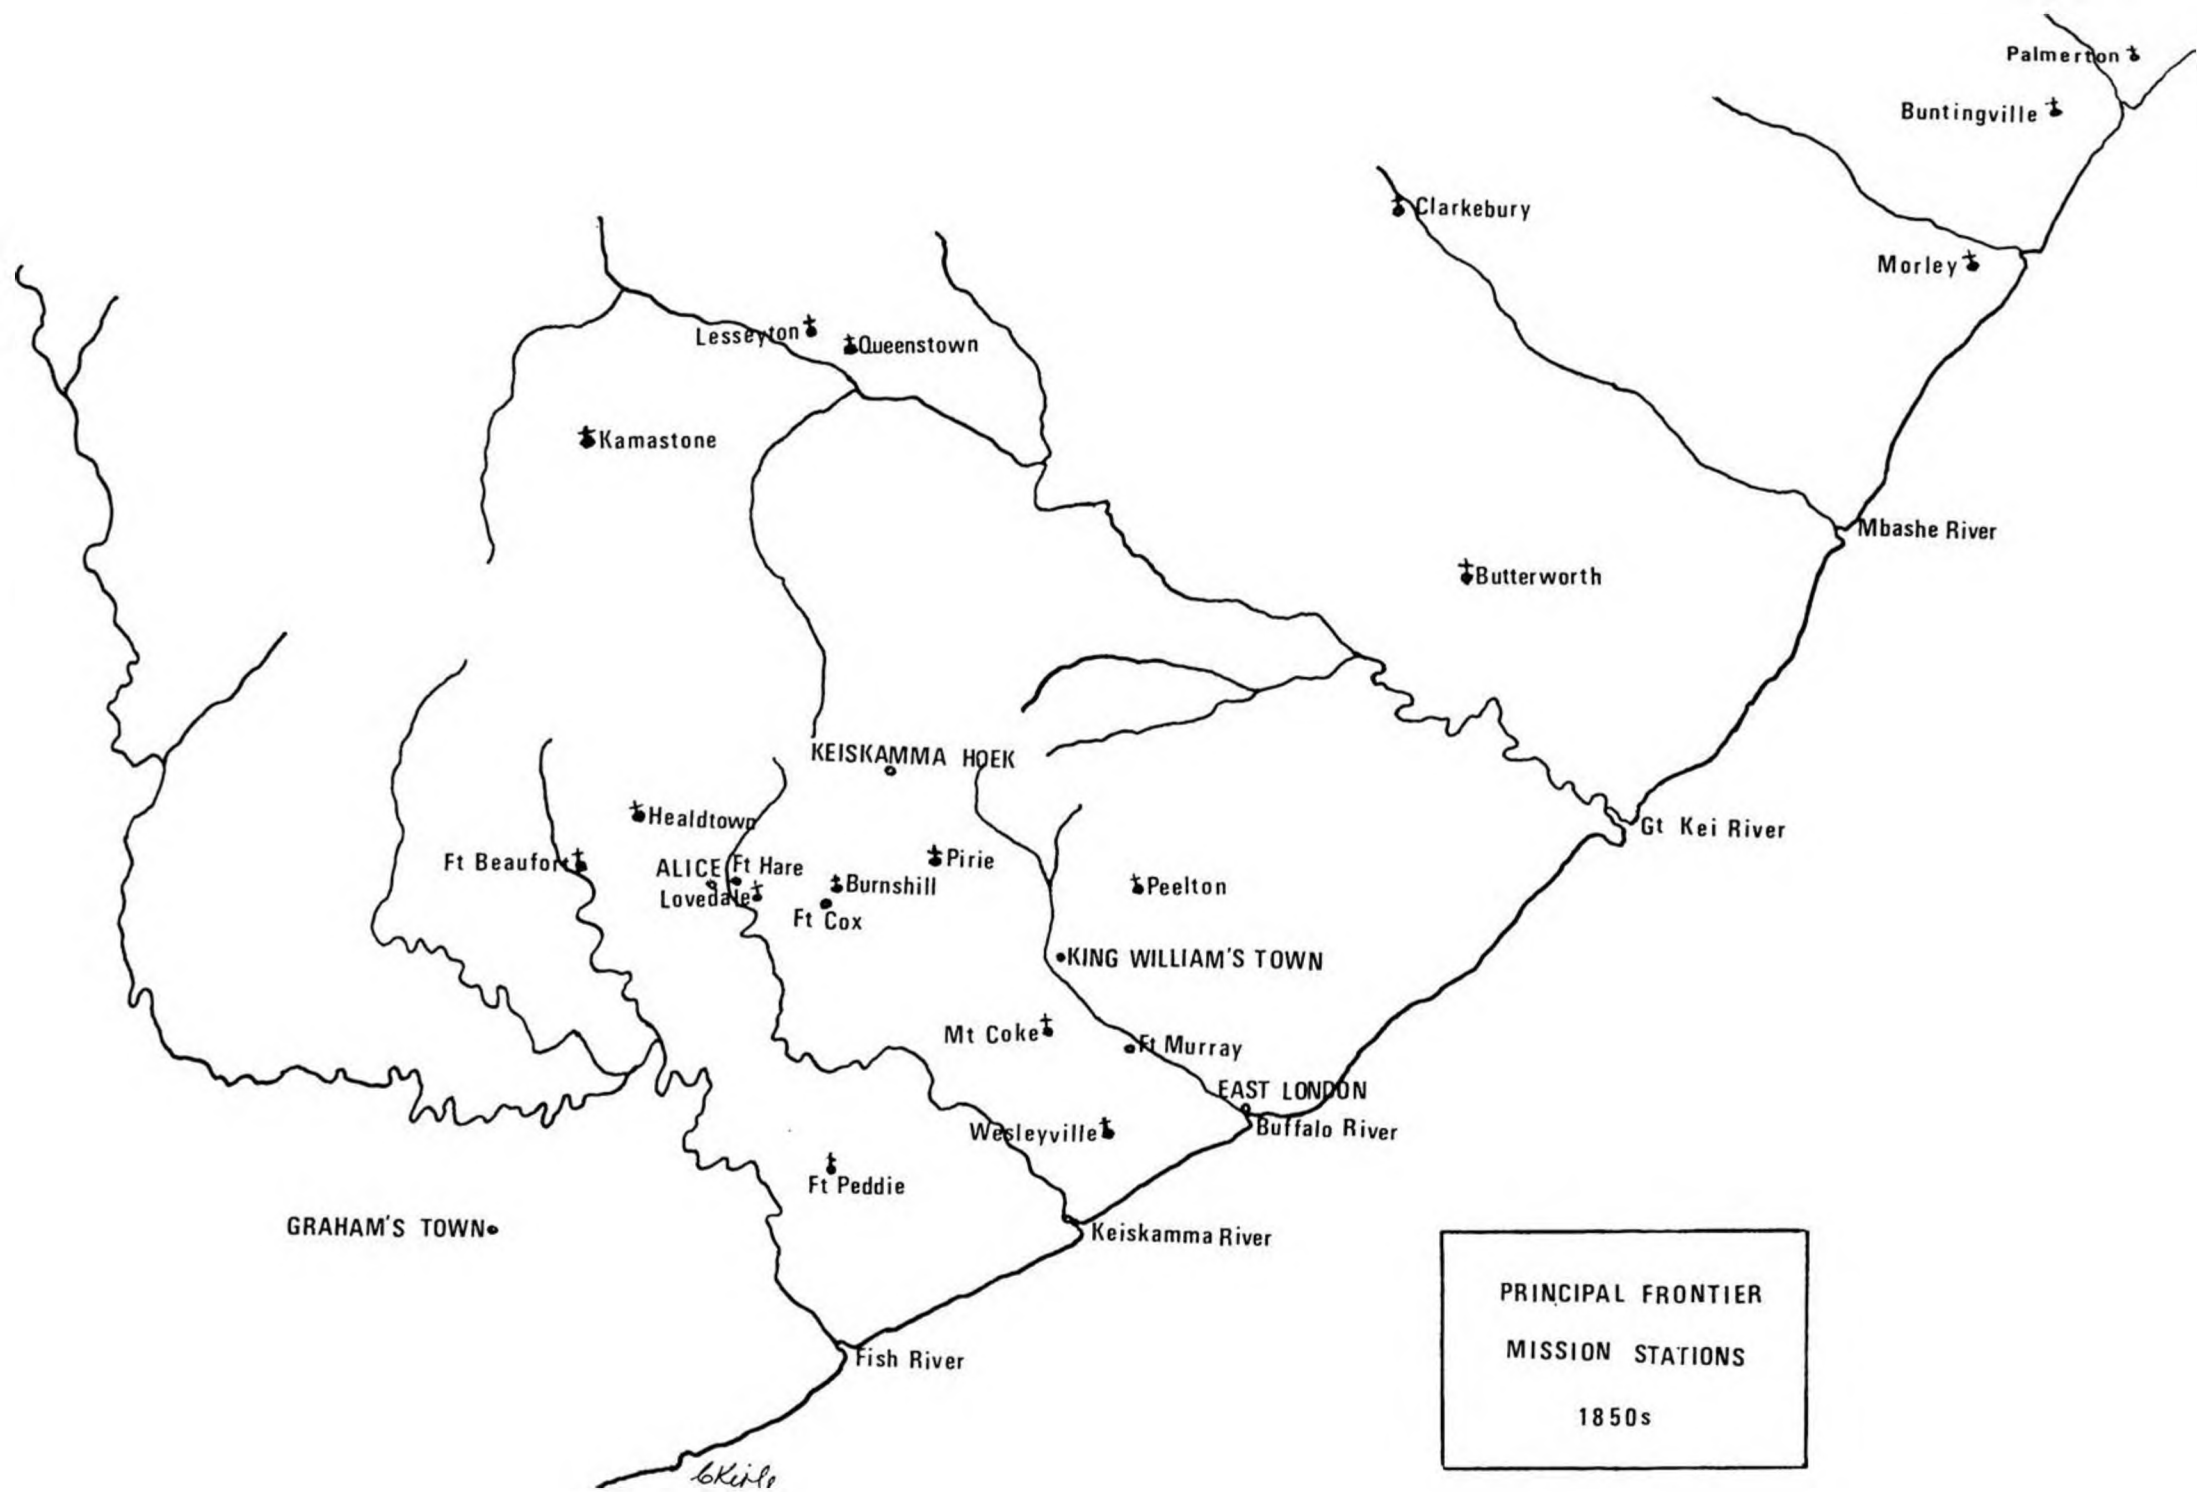 Palmerton
Buntingville
Clarkebury
Morley
Lesseyton
Queenstown
Kamastone
Mbashe River
Butterworth
KEISKAMMA HOEK
Healdtown
Gt Kei River
Ft Beaufort
ALICE
Ft Hare
Pirie
Lovedale
Burnshill
Peelton
Ft Cox
KING WILLIAM'S TOWN
Mt Coke
Ft Murray
EAST LONDON
Wesleyville
Buffalo River
Ft Peddie
GRAHAM'S TOWN
Keiskamma River
Fish River
PRINCIPAL FRONTIER
MISSION STATIONS
1850s